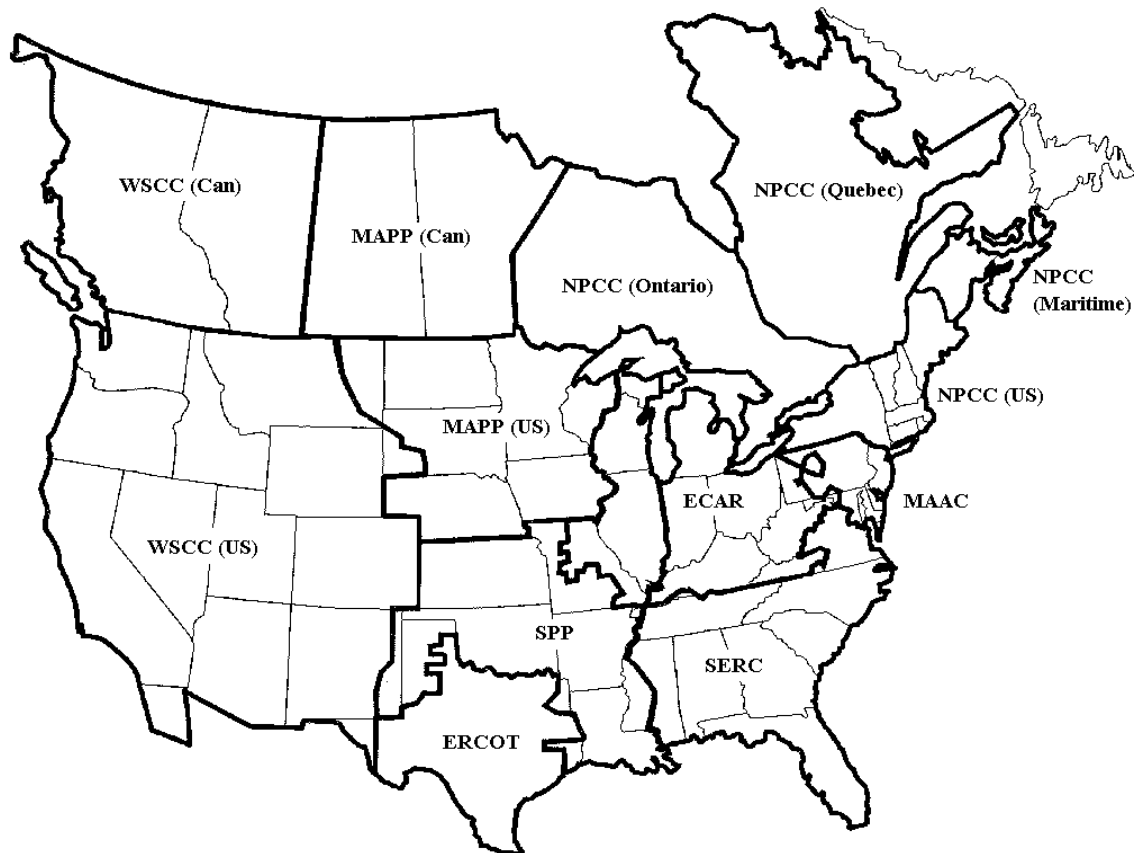 WSCC (Can)
NPCC (Quebec)
MAPP (Can)
NPCC (Ontario)
NPCC
(Maritime)
NPCC (US)
MAPP (US)
ECAR
MAAC
WSCC (US)
SPP
SERC
ERCOT